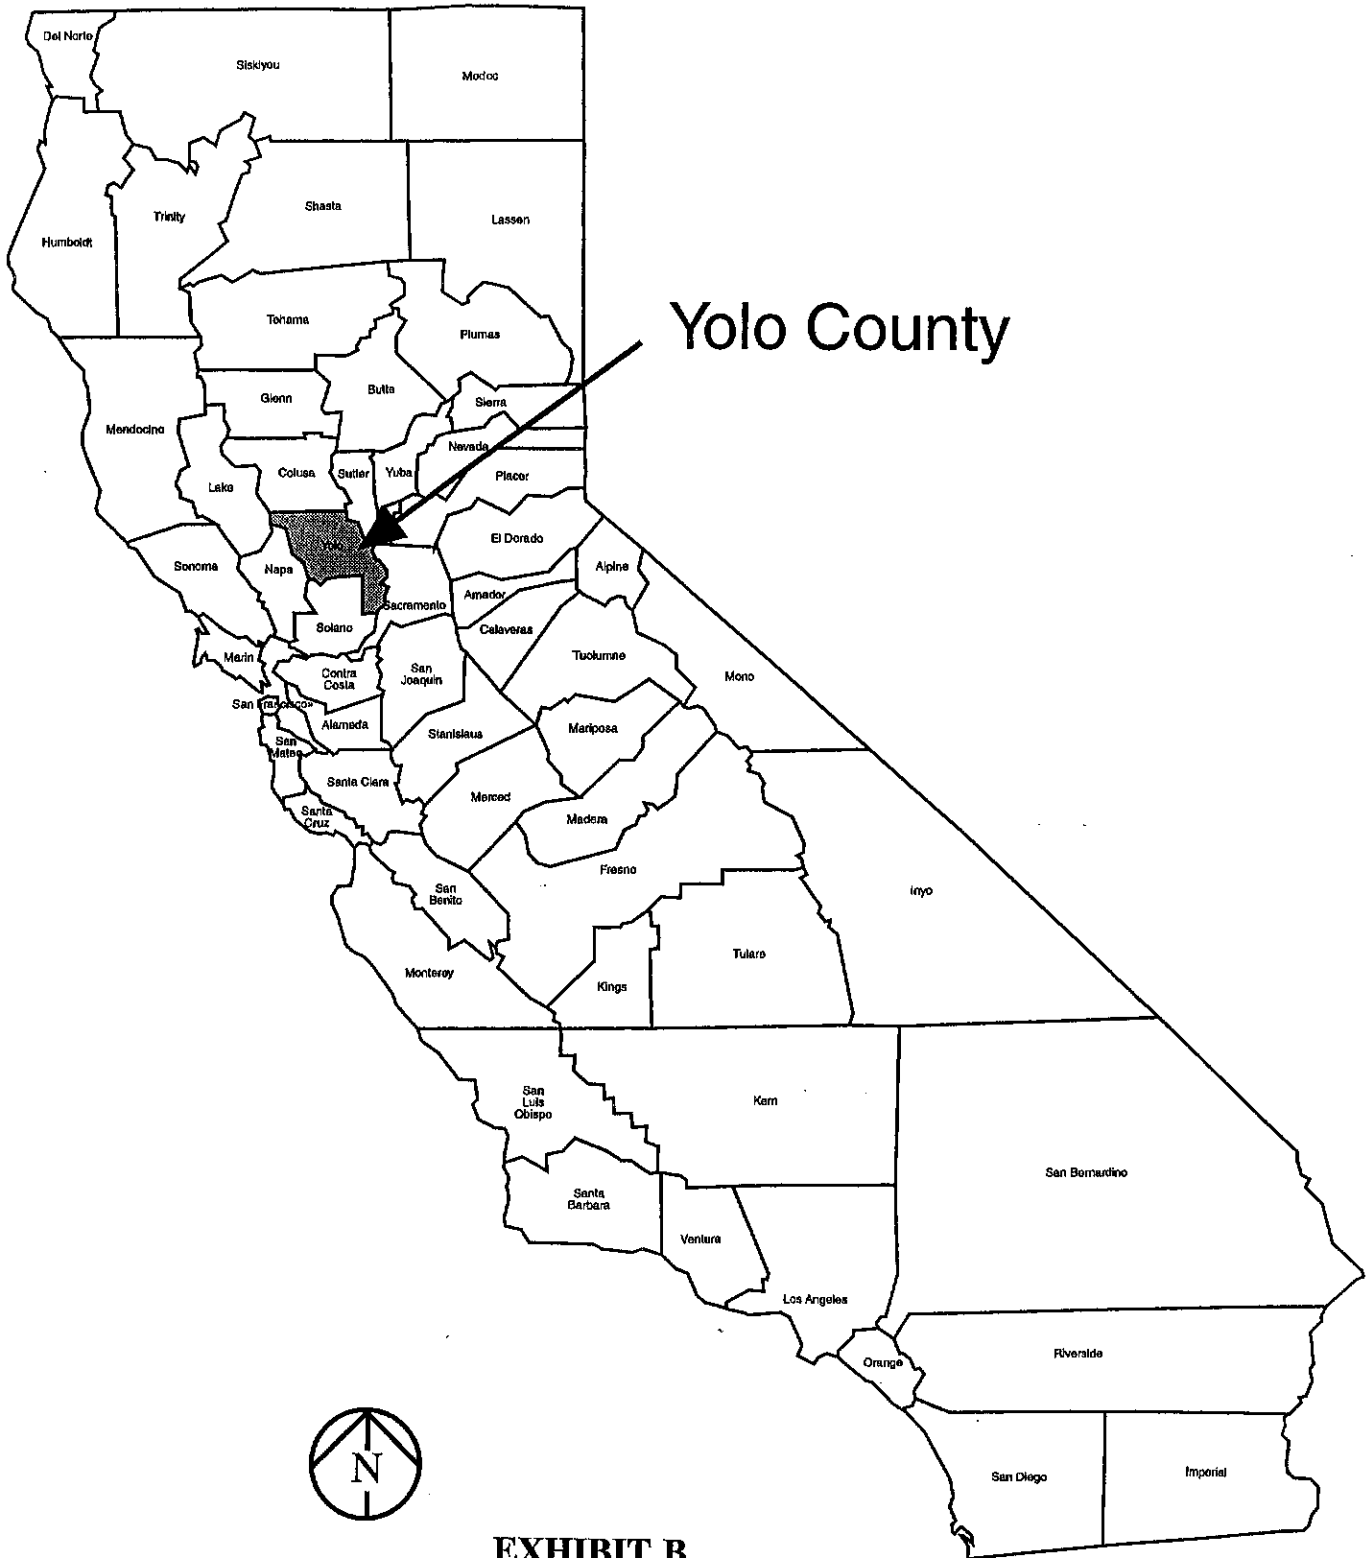 Del Norte
Siskiyou
Modoc
Humboldt
Trinity
Shasta
Lassen
Tehama
Plumas
Yolo County
Glenn
Butte
Sierra
Mendocino
Nevada
Lake
Colusa
Sutter
Yuba
Placer
Yolo
El Dorado
Sonoma
Napa
Alpine
Sacramento
Amador
Solano
Calaveras
Marin
Contra
Costa
San
Joaquin
Tuolumne
Mono
San Francisco»
Alameda
Stanislaus
Mariposa
San
Mateo
Santa Clara
Merced
Santa
Cruz
Madera
Fresno
San
Benito
Inyo
Monterey
Kings
Tulare
San
Luis
Obispo
Kern
San Bernardino
Santa
Barbara
Ventura
Los Angeles
Orange
Riverside
San Diego
Imperial
N
EXHIBIT B